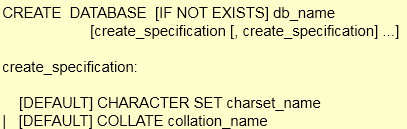 CREATE DATABASE [IF NOT EXISTS] db_name
[create_specification [, create_specification] ...]
create_specification:
[DEFAULT] CHARACTER SET charset_name
| [DEFAULT] COLLATE collation_name